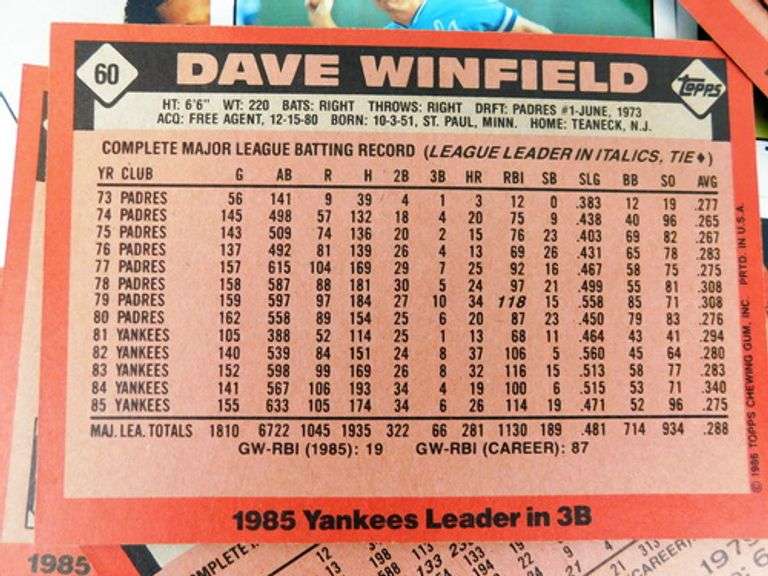 60 DAVE WINFIELD topps
HT: 6'6" WT: 220 BATS: RIGHT THROWS: RIGHT DRFT: PADRES #1-JUNE, 1973
ACQ: FREE AGENT, 12-15-80 BORN: 10-3-51, ST. PAUL, MINN. HOME: TEANECK, N.J.
COMPLETE MAJOR LEAGUE BATTING RECORD (LEAGUE LEADER IN ITALICS, TIE♦)
YR CLUB G AB R H 2B 3B HR RBI SB SLG BB SO AVG
73 PADRES 56 141 9 39 4 1 3 12 0 .383 12 19 .277
74 PADRES 145 498 57 132 18 4 20 75 9 .438 40 96 .265
75 PADRES 143 509 74 136 20 2 15 76 23 .403 69 82 .267
76 PADRES 137 492 81 139 26 4 13 69 26 .431 65 78 .283
77 PADRES 157 615 104 169 29 7 25 92 16 .467 58 75 .275
78 PADRES 158 587 88 181 30 5 24 97 21 .499 55 81 .308
79 PADRES 159 597 97 184 27 10 34 118 15 .558 85 71 .308
80 PADRES 162 558 89 154 25 6 20 87 23 .450 79 83 .276
81 YANKEES 105 388 52 114 25 1 13 68 11 .464 43 41 .294
82 YANKEES 140 539 84 151 24 8 37 106 5 .560 45 64 .280
83 YANKEES 152 598 99 169 26 8 32 116 15 .513 58 77 .283
84 YANKEES 141 567 106 193 34 4 19 100 6 .515 53 71 .340
85 YANKEES 155 633 105 174 34 6 26 114 19 .471 52 96 .275
MAJ. LEA. TOTALS 1810 6722 1045 1935 322 66 281 1130 189 .481 714 934 .288
GW-RBI (1985): 19 GW-RBI (CAREER): 87
1985 Yankees Leader in 3B
© 1986 TOPPS CHEWING GUM, INC. PRTD. IN U.S.A.
1985